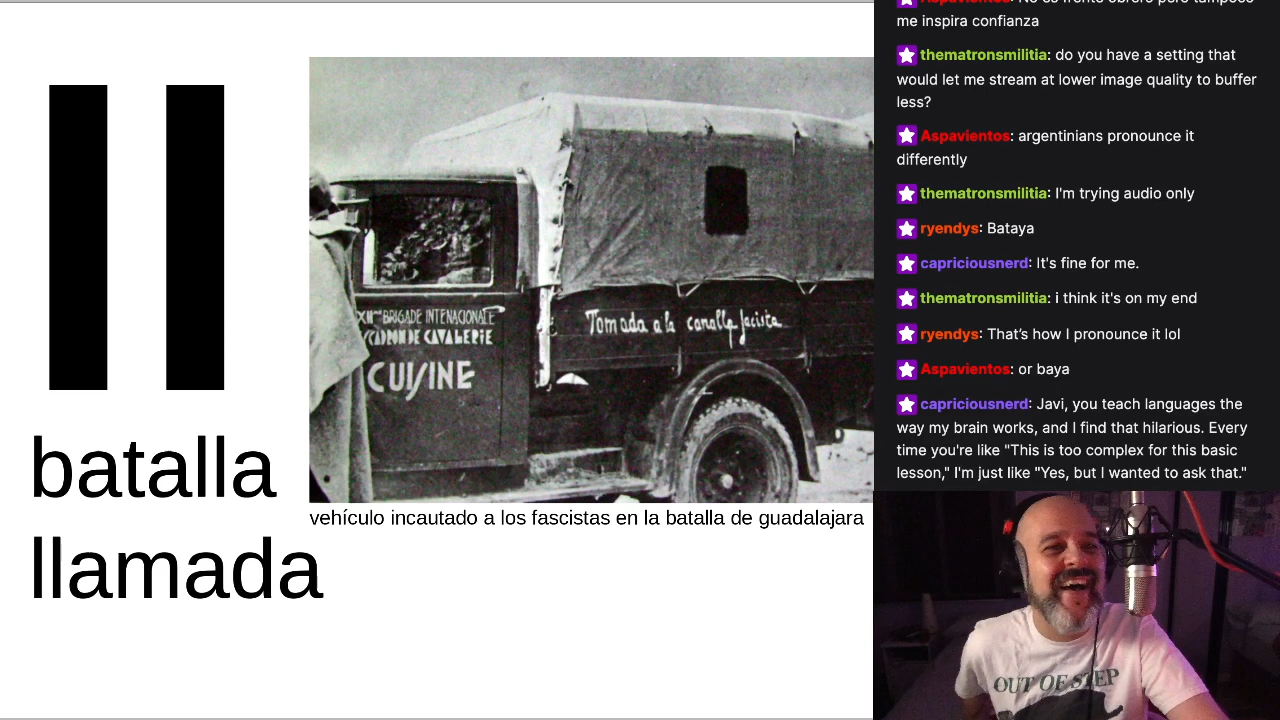 ll
batalla
llamada
XIIme BRIGADE INTENACIONALE
CUISINE
Tomada a la canalla facista
vehículo incautado a los fascistas en la batalla de guadalajara
me inspira confianza
thematronsmilitia: do you have a setting that
would let me stream at lower image quality to buffer
less?
Aspavientos: argentinians pronounce it
differently
thematronsmilitia: I'm trying audio only
ryendys: Bataya
capriciousnerd: It's fine for me.
thematronsmilitia: i think it's on my end
ryendys: That's how I pronounce it lol
Aspavientos: or baya
capriciousnerd: Javi, you teach languages the
way my brain works, and I find that hilarious. Every
time you're like "This is too complex for this basic
lesson," I'm just like "Yes, but I wanted to ask that."
OUT OF STEP